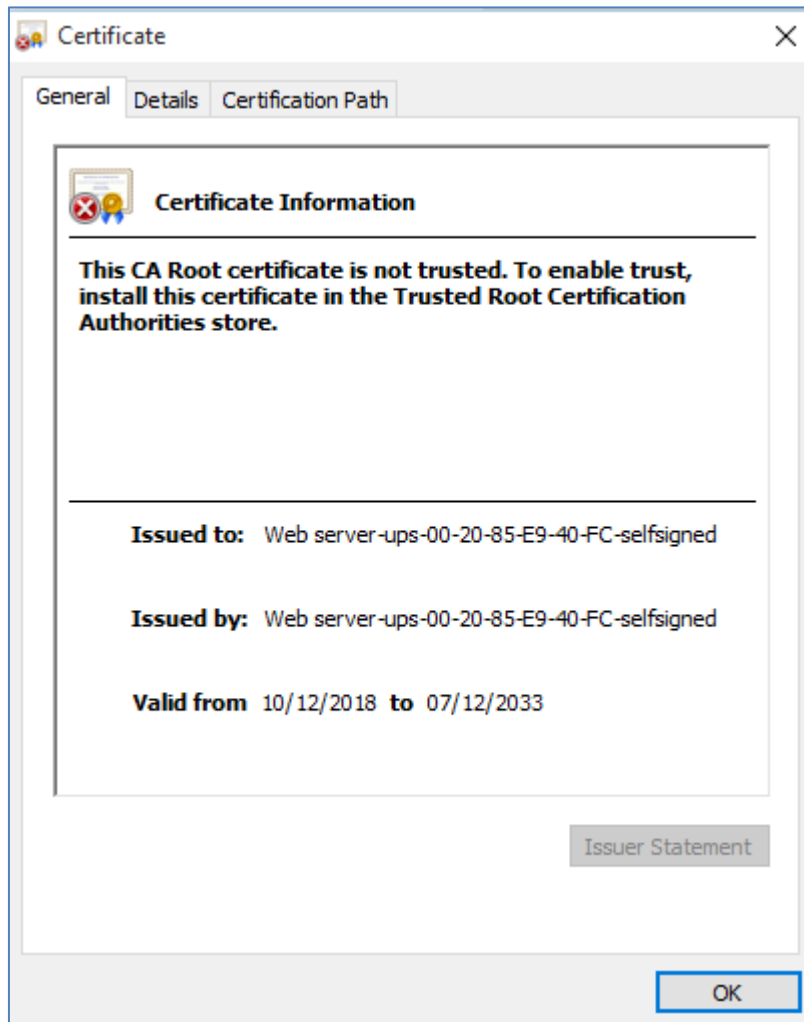 Certificate
General Details Certification Path
Certificate Information
This CA Root certificate is not trusted. To enable trust,
install this certificate in the Trusted Root Certification
Authorities store.
Issued to: Web server-ups-00-20-85-E9-40-FC-selfsigned
Issued by: Web server-ups-00-20-85-E9-40-FC-selfsigned
Valid from 10/12/2018 to 07/12/2033
Issuer Statement
OK